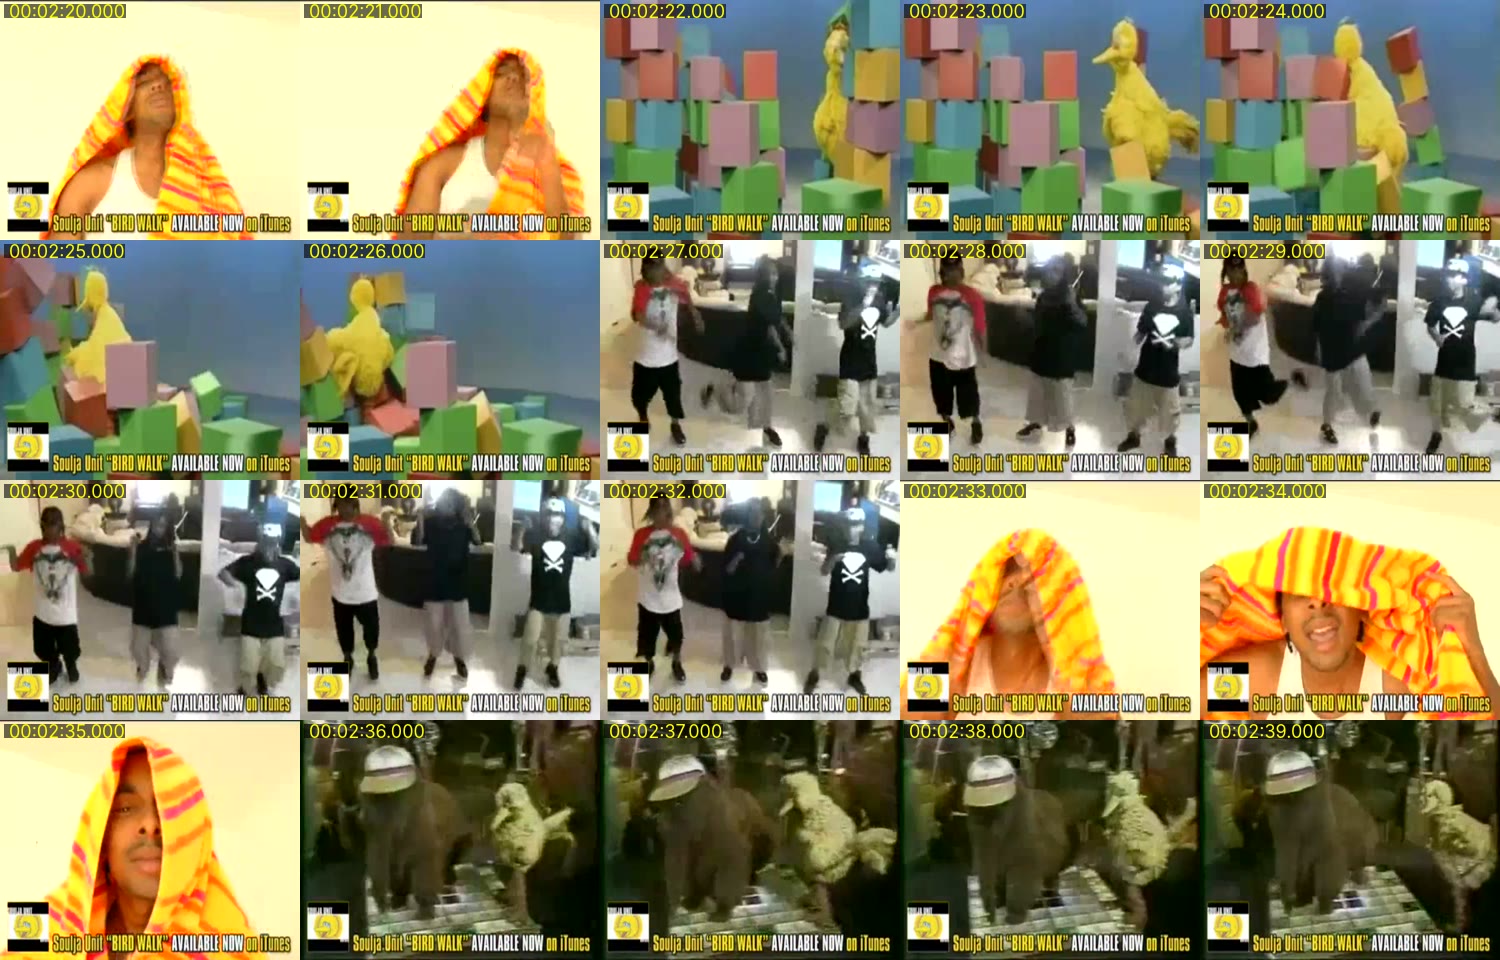 00:02:20.000
SOULJA UNIT
Soulja Unit "BIRD WALK" AVAILABLE NOW on iTunes
00:02:21.000
Soulja Unit "BIRD WALK" AVAILABLE NOW on iTunes
00:02:22.000
SOULJA UNIT
Soulja Unit "BIRD WALK" AVAILABLE NOW on iTunes
00:02:23.000
SOULJA UNIT
Soulja Unit "BIRD WALK" AVAILABLE NOW on iTunes
00:02:24.000
SOULJA UNIT
Soulja Unit "BIRD WALK" AVAILABLE NOW on iTunes
00:02:25.000
Soulja Unit "BIRD WALK" AVAILABLE NOW on iTunes
00:02:26.000
Soulja Unit "BIRD WALK" AVAILABLE NOW on iTunes
00:02:27.000
Soulja Unit "BIRD WALK" AVAILABLE NOW on iTunes
00:02:28.000
Soulja Unit "BIRD WALK" AVAILABLE NOW on iTunes
00:02:29.000
Soulja Unit "BIRD WALK" AVAILABLE NOW on iTunes
00:02:30.000
Soulja Unit "BIRD WALK" AVAILABLE NOW on iTunes
00:02:31.000
Soulja Unit "BIRD WALK" AVAILABLE NOW on iTunes
00:02:32.000
Soulja Unit "BIRD WALK" AVAILABLE NOW on iTunes
00:02:33.000
Soulja Unit "BIRD WALK" AVAILABLE NOW on iTunes
00:02:34.000
Soulja Unit "BIRD WALK" AVAILABLE NOW on iTunes
00:02:35.000
Soulja Unit "BIRD WALK" AVAILABLE NOW on iTunes
00:02:36.000
Soulja Unit "BIRD WALK" AVAILABLE NOW on iTunes
00:02:37.000
Soulja Unit "BIRD WALK" AVAILABLE NOW on iTunes
00:02:38.000
Soulja Unit "BIRD WALK" AVAILABLE NOW on iTunes
00:02:39.000
Soulja Unit "BIRD WALK" AVAILABLE NOW on iTunes